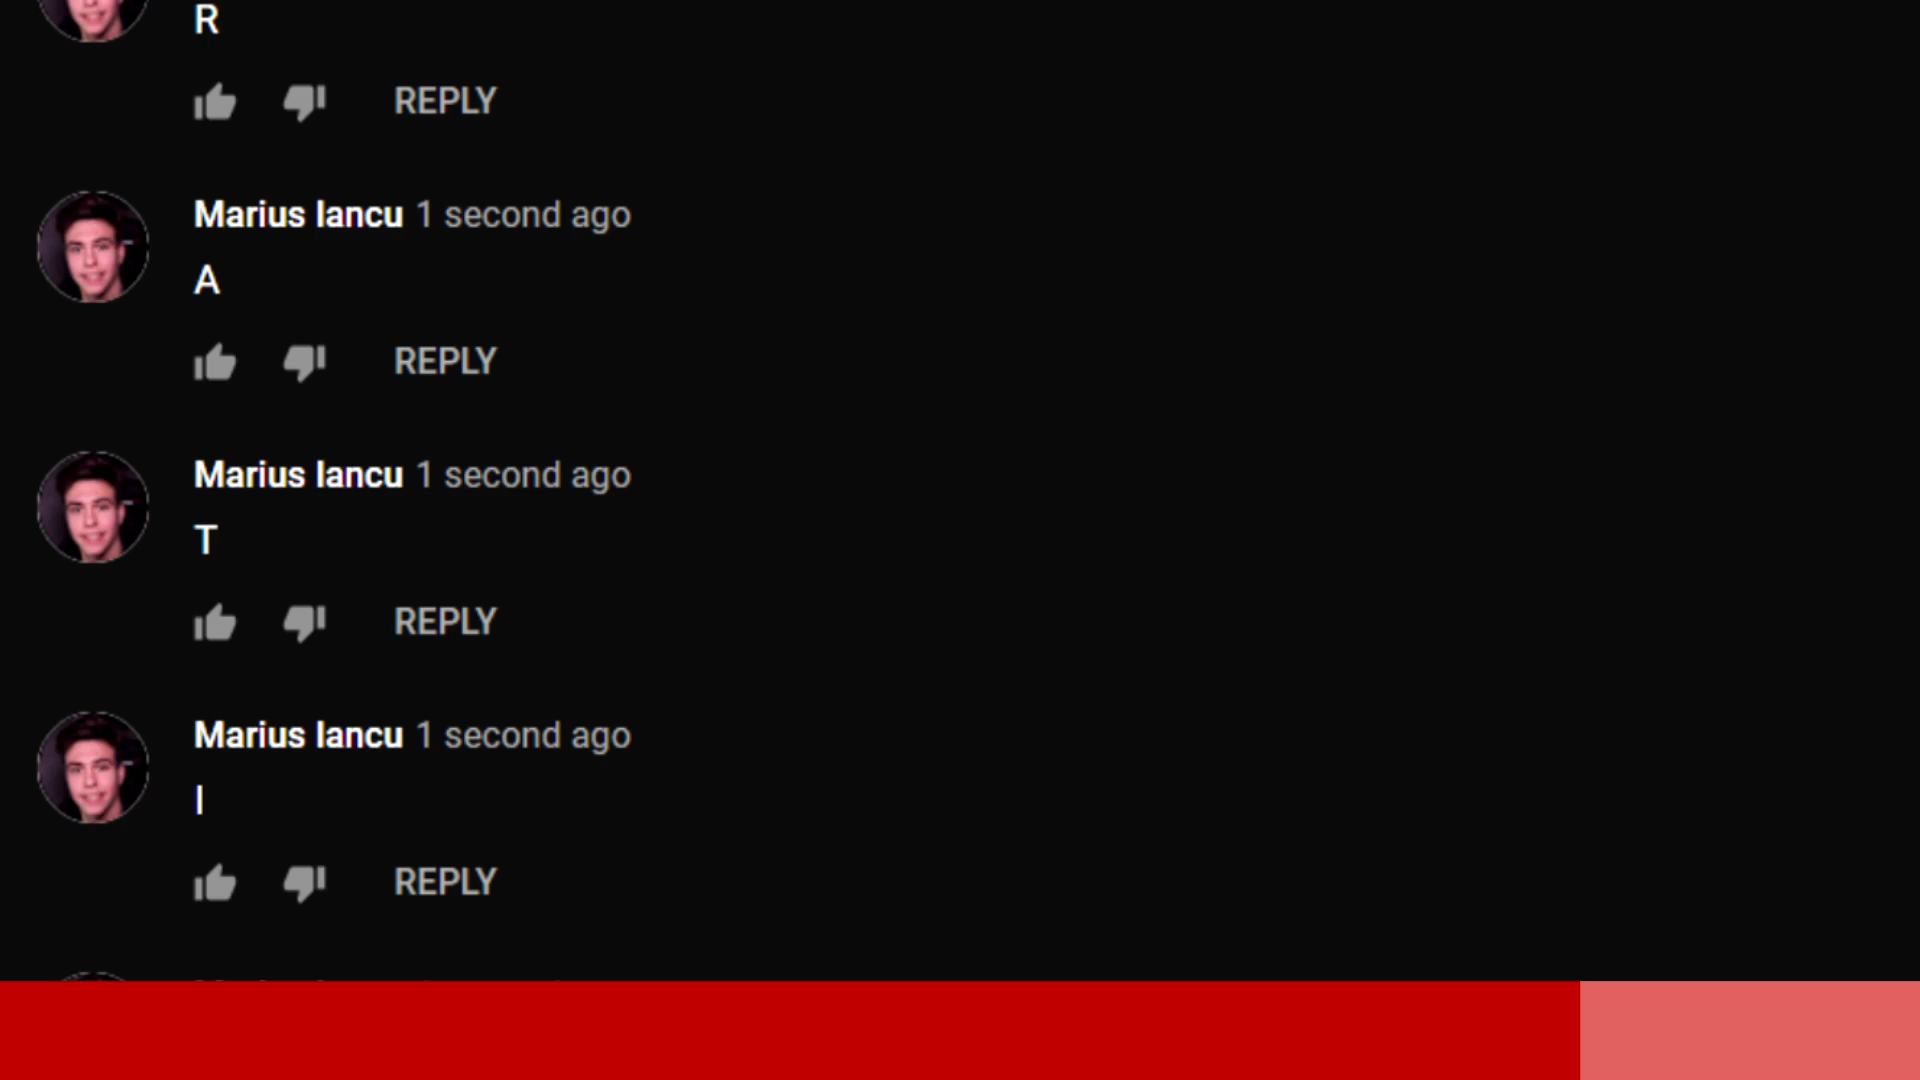 R
REPLY
Marius Iancu 1 second ago
A
REPLY
Marius Iancu 1 second ago
T
REPLY
Marius Iancu 1 second ago
I
REPLY